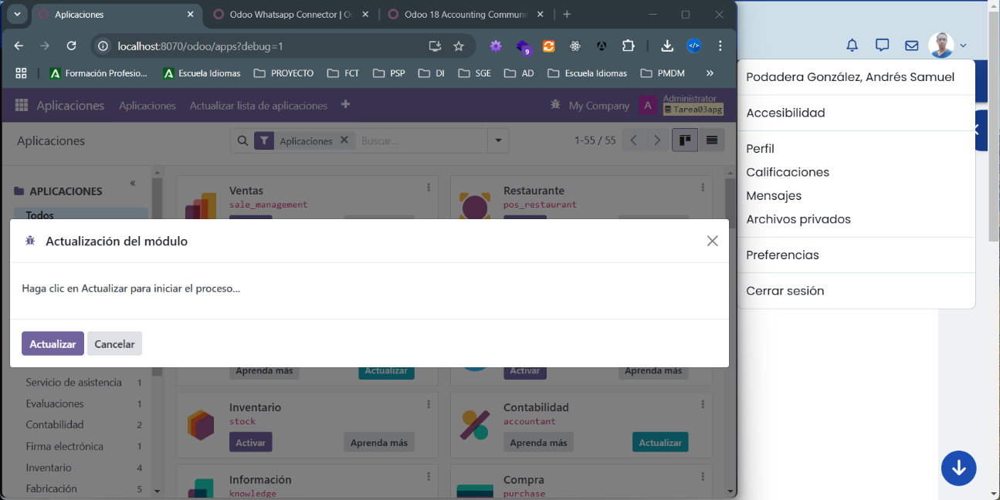 Aplicaciones
Odoo Whatsapp Connector | O
Odoo 18 Accounting Communi
localhost:8070/odoo/apps?debug=1
9
Formación Profesio...
Escuela Idiomas
PROYECTO
FCT
PSP
DI
SGE
AD
Escuela Idiomas
PMDM
»
Aplicaciones
Aplicaciones
Actualizar lista de aplicaciones
My Company
A
Administrator
Tarea03apg
Aplicaciones
Aplicaciones
Buscar...
1-55 / 55
APLICACIONES
Todos
Ventas
sale_management
Restaurante
pos_restaurant
Actualización del módulo
Haga clic en Actualizar para iniciar el proceso...
Actualizar
Cancelar
Aprenda más
Actualizar
Activar
Aprenda más
Servicio de asistencia 1
Evaluaciones 1
Contabilidad 2
Firma electrónica 1
Inventario 4
Fabricación 5
Inventario
stock
Activar
Aprenda más
Contabilidad
accountant
Aprenda más
Actualizar
Información
knowledge
Compra
purchase
Podadera González, Andrés Samuel
Accesibilidad
Perfil
Calificaciones
Mensajes
Archivos privados
Preferencias
Cerrar sesión